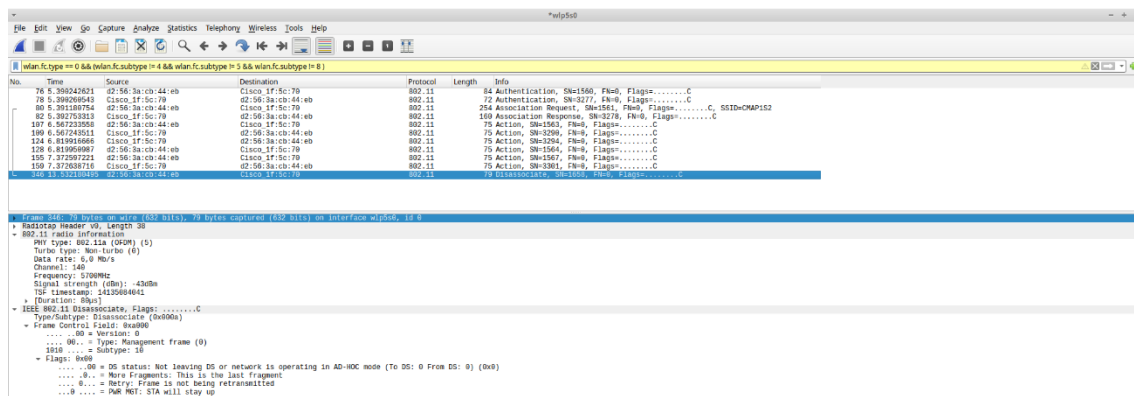 *wlp5s0
File Edit View Go Capture Analyze Statistics Telephony Wireless Tools Help
wlan.fc.type == 0 && (wlan.fc.subtype != 4 && wlan.fc.subtype != 5 && wlan.fc.subtype != 8 )
No. Time Source Destination Protocol Length Info
76 5.390242621 d2:56:3a:cb:44:eb Cisco_1f:5c:70 802.11 84 Authentication, SN=1560, FN=0, Flags=........C
78 5.390260543 Cisco_1f:5c:70 d2:56:3a:cb:44:eb 802.11 72 Authentication, SN=3277, FN=0, Flags=........C
80 5.391180754 d2:56:3a:cb:44:eb Cisco_1f:5c:70 802.11 254 Association Request, SN=1561, FN=0, Flags=........C, SSID=CMAP1S2
82 5.392753313 Cisco_1f:5c:70 d2:56:3a:cb:44:eb 802.11 160 Association Response, SN=3278, FN=0, Flags=........C
107 6.567233558 d2:56:3a:cb:44:eb Cisco_1f:5c:70 802.11 75 Action, SN=1563, FN=0, Flags=........C
109 6.567243511 Cisco_1f:5c:70 d2:56:3a:cb:44:eb 802.11 75 Action, SN=3290, FN=0, Flags=........C
124 6.819916666 Cisco_1f:5c:70 d2:56:3a:cb:44:eb 802.11 75 Action, SN=3294, FN=0, Flags=........C
128 6.819950987 d2:56:3a:cb:44:eb Cisco_1f:5c:70 802.11 75 Action, SN=1564, FN=0, Flags=........C
155 7.372597221 d2:56:3a:cb:44:eb Cisco_1f:5c:70 802.11 75 Action, SN=1567, FN=0, Flags=........C
159 7.372638716 Cisco_1f:5c:70 d2:56:3a:cb:44:eb 802.11 75 Action, SN=3301, FN=0, Flags=........C
346 13.532180495 d2:56:3a:cb:44:eb Cisco_1f:5c:70 802.11 79 Disassociate, SN=1658, FN=0, Flags=........C
Frame 346: 79 bytes on wire (632 bits), 79 bytes captured (632 bits) on interface wlp5s0, id 0
Radiotap Header v0, Length 38
802.11 radio information
PHY type: 802.11a (OFDM) (5)
Turbo type: Non-turbo (0)
Data rate: 6,0 Mb/s
Channel: 140
Frequency: 5700MHz
Signal strength (dBm): -43dBm
TSF timestamp: 14135084041
[Duration: 80µs]
IEEE 802.11 Disassociate, Flags: ........C
Type/Subtype: Disassociate (0x000a)
Frame Control Field: 0xa000
.... ..00 = Version: 0
.... 00.. = Type: Management frame (0)
1010 .... = Subtype: 10
Flags: 0x00
.... ..00 = DS status: Not leaving DS or network is operating in AD-HOC mode (To DS: 0 From DS: 0) (0x0)
.... .0.. = More Fragments: This is the last fragment
.... 0... = Retry: Frame is not being retransmitted
...0 .... = PWR MGT: STA will stay up